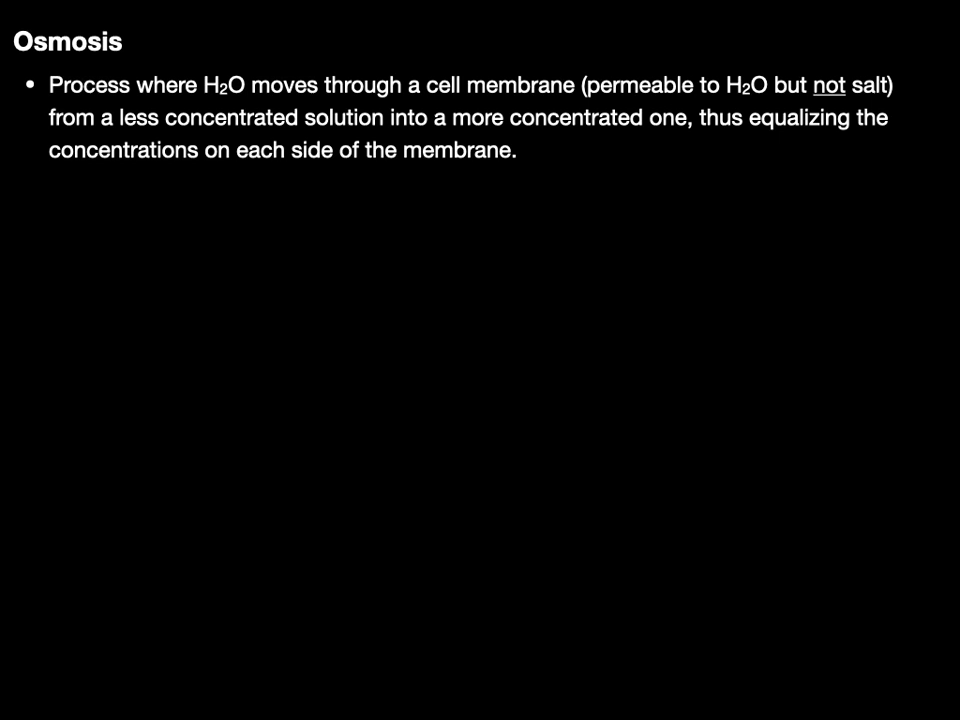 Osmosis
• Process where H₂O moves through a cell membrane (permeable to H₂O but not salt)
from a less concentrated solution into a more concentrated one, thus equalizing the
concentrations on each side of the membrane.